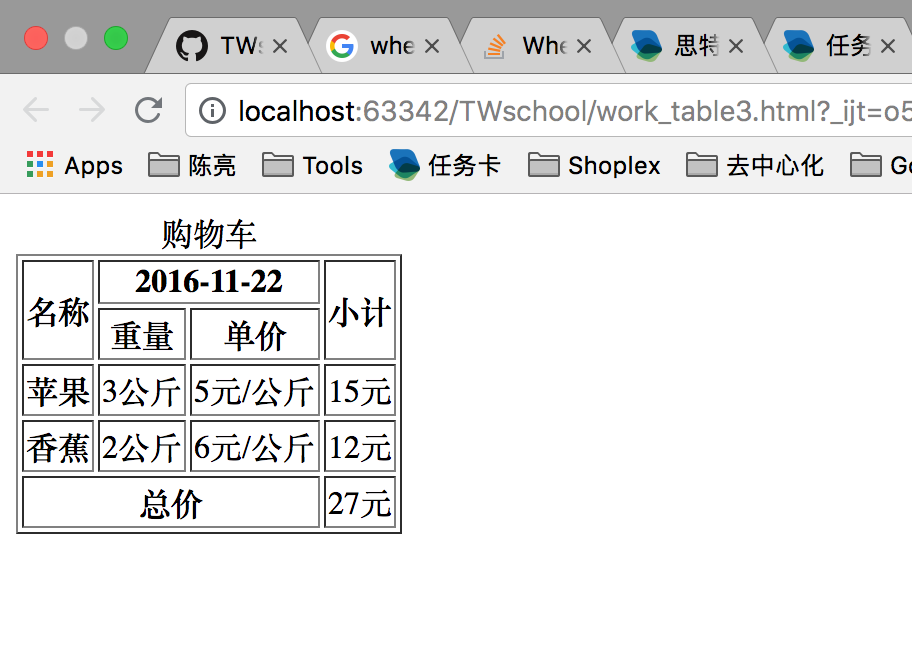 TWs whe Whe 思特 任务
localhost:63342/TWschool/work_table3.html?_ijt=o5
Apps 陈亮 Tools 任务卡 Shoplex 去中心化 Go
购物车
名称 2016-11-22 小计
重量 单价
苹果 3公斤 5元/公斤 15元
香蕉 2公斤 6元/公斤 12元
总价 27元